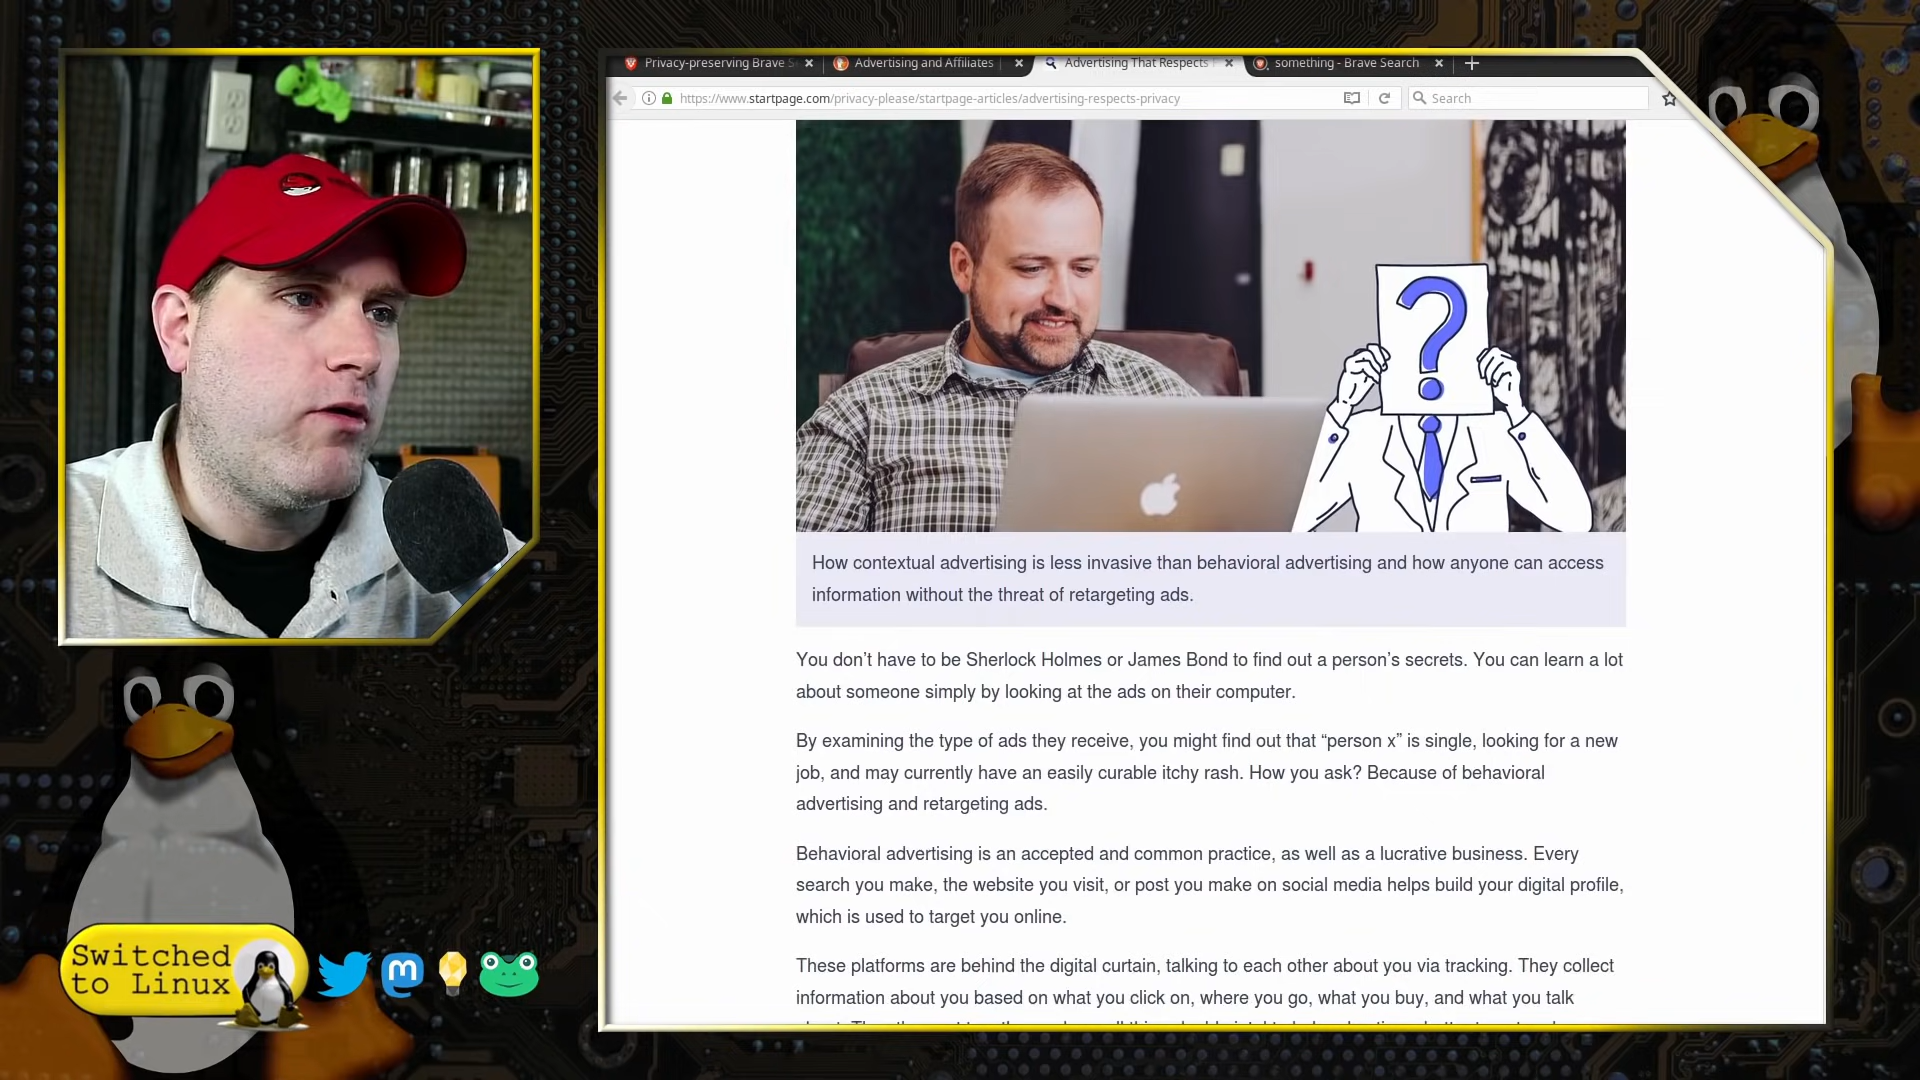 Privacy-preserving Brave S
Advertising and Affiliates |
Advertising That Respects
something - Brave Search
https://www.startpage.com/privacy-please/startpage-articles/advertising-respects-privacy
Search
?
How contextual advertising is less invasive than behavioral advertising and how anyone can access
information without the threat of retargeting ads.
You don’t have to be Sherlock Holmes or James Bond to find out a person’s secrets. You can learn a lot
about someone simply by looking at the ads on their computer.
By examining the type of ads they receive, you might find out that “person x” is single, looking for a new
job, and may currently have an easily curable itchy rash. How you ask? Because of behavioral
advertising and retargeting ads.
Behavioral advertising is an accepted and common practice, as well as a lucrative business. Every
search you make, the website you visit, or post you make on social media helps build your digital profile,
which is used to target you online.
These platforms are behind the digital curtain, talking to each other about you via tracking. They collect
information about you based on what you click on, where you go, what you buy, and what you talk
Switched
to Linux
m